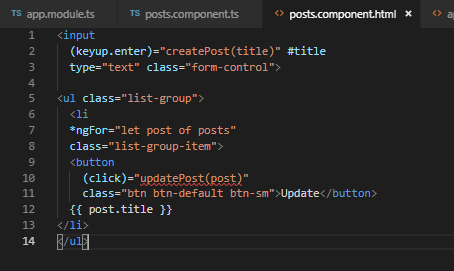 TS app.module.ts TS posts.component.ts <> posts.component.html × <>
1 <input
2 (keyup.enter)="createPost(title)" #title
3 type="text" class="form-control">
4
5 <ul class="list-group">
6 <li
7 *ngFor="let post of posts"
8 class="list-group-item">
9 <button
10 (click)="updatePost(post)"
11 class="btn btn-default btn-sm">Update</button>
12 {{ post.title }}
13 </li>
14 </ul>